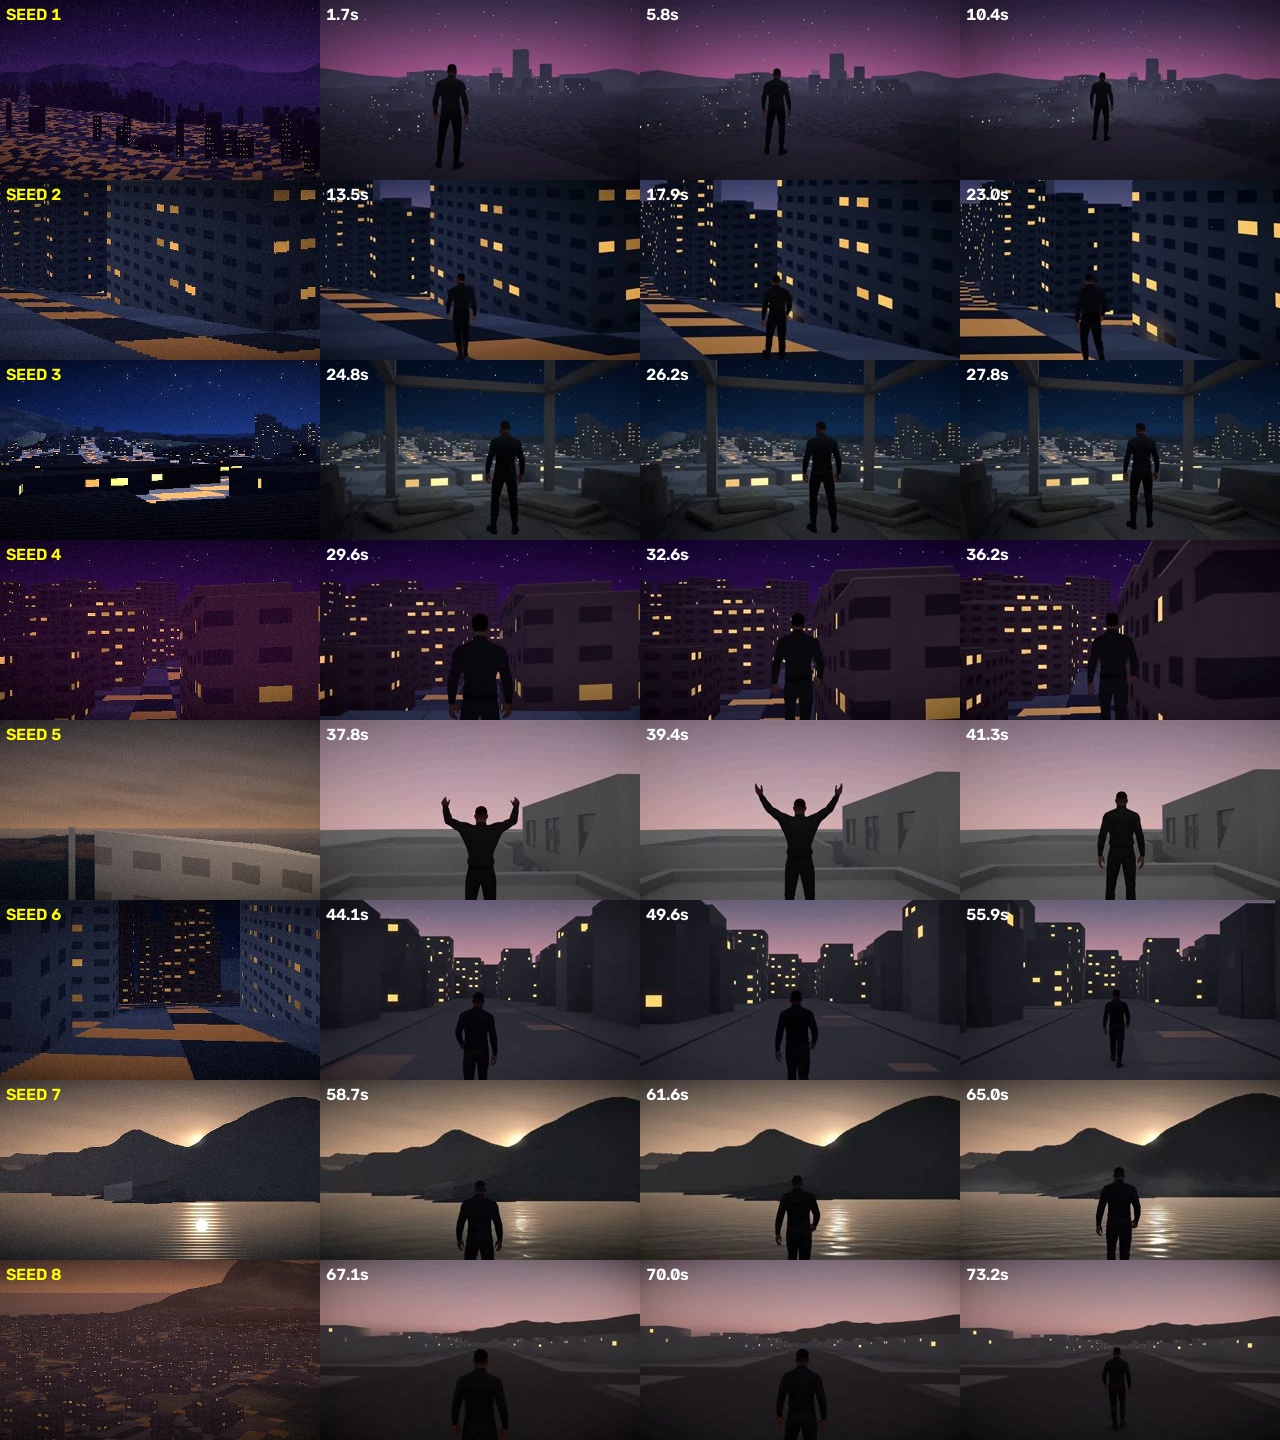 SEED 1 1.7s 5.8s 10.4s
SEED 2 13.5s 17.9s 23.0s
SEED 3 24.8s 26.2s 27.8s
SEED 4 29.6s 32.6s 36.2s
SEED 5 37.8s 39.4s 41.3s
SEED 6 44.1s 49.6s 55.9s
SEED 7 58.7s 61.6s 65.0s
SEED 8 67.1s 70.0s 73.2s